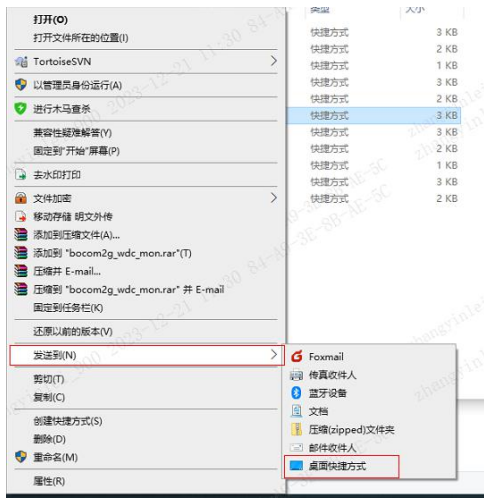 类型 大小
打开(O)
打开文件所在的位置(I)
TortoiseSVN
以管理员身份运行(A)
进行木马查杀
兼容性疑难解答(Y)
固定到"开始"屏幕(P)
去水印打印
文件加密
移动存储 明文外传
添加到压缩文件(A)...
添加到 "bocom2g_wdc_mon.rar"(T)
压缩并 E-mail...
压缩到 "bocom2g_wdc_mon.rar" 并 E-mail
固定到任务栏(K)
还原以前的版本(V)
发送到(N)
剪切(T)
复制(C)
创建快捷方式(S)
删除(D)
重命名(M)
属性(R)
快捷方式 3 KB
快捷方式 2 KB
快捷方式 1 KB
快捷方式 3 KB
快捷方式 2 KB
快捷方式 3 KB
快捷方式 3 KB
快捷方式 2 KB
快捷方式 1 KB
快捷方式 3 KB
快捷方式 2 KB
Foxmail
传真收件人
蓝牙设备
文档
压缩(zipped)文件夹
邮件收件人
桌面快捷方式